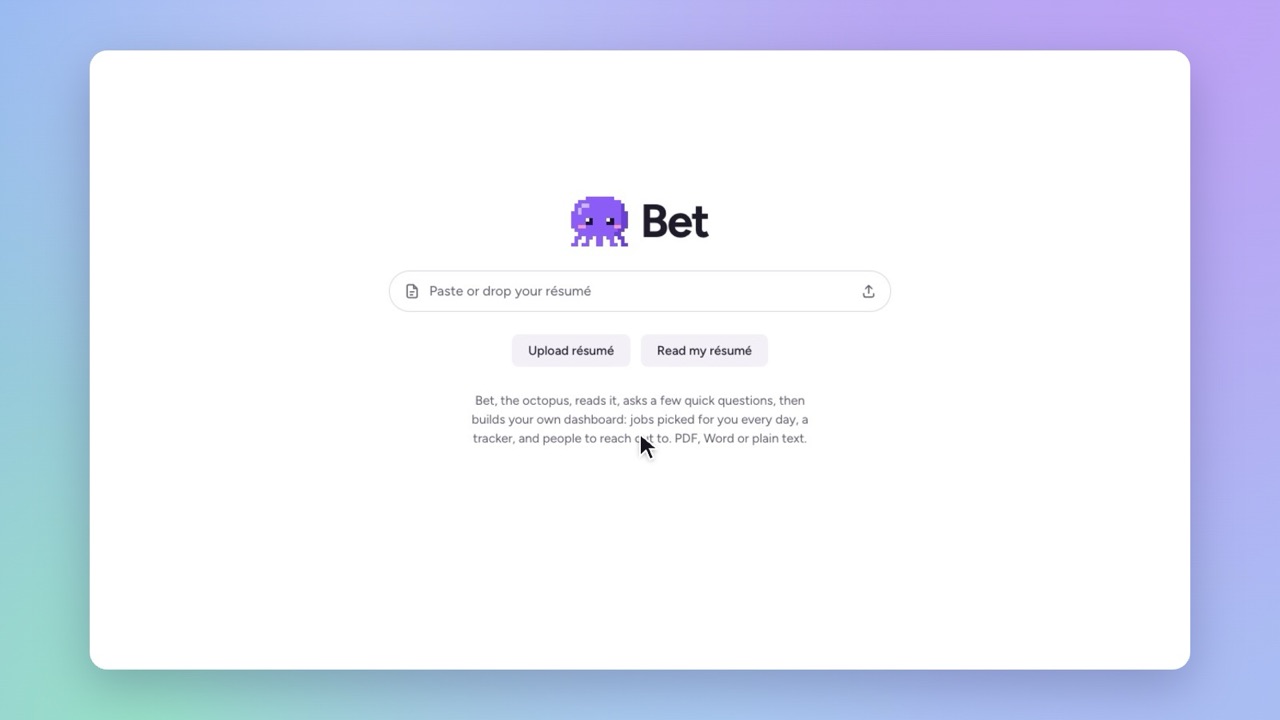 Bet
Paste or drop your résumé
Upload résumé
Read my résumé
Bet, the octopus, reads it, asks a few quick questions, then
builds your own dashboard: jobs picked for you every day, a
tracker, and people to reach out to. PDF, Word or plain text.